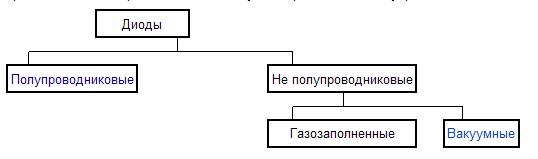 Диоды
Полупроводниковые
Не полупроводниковые
Газозаполненные
Вакуумные